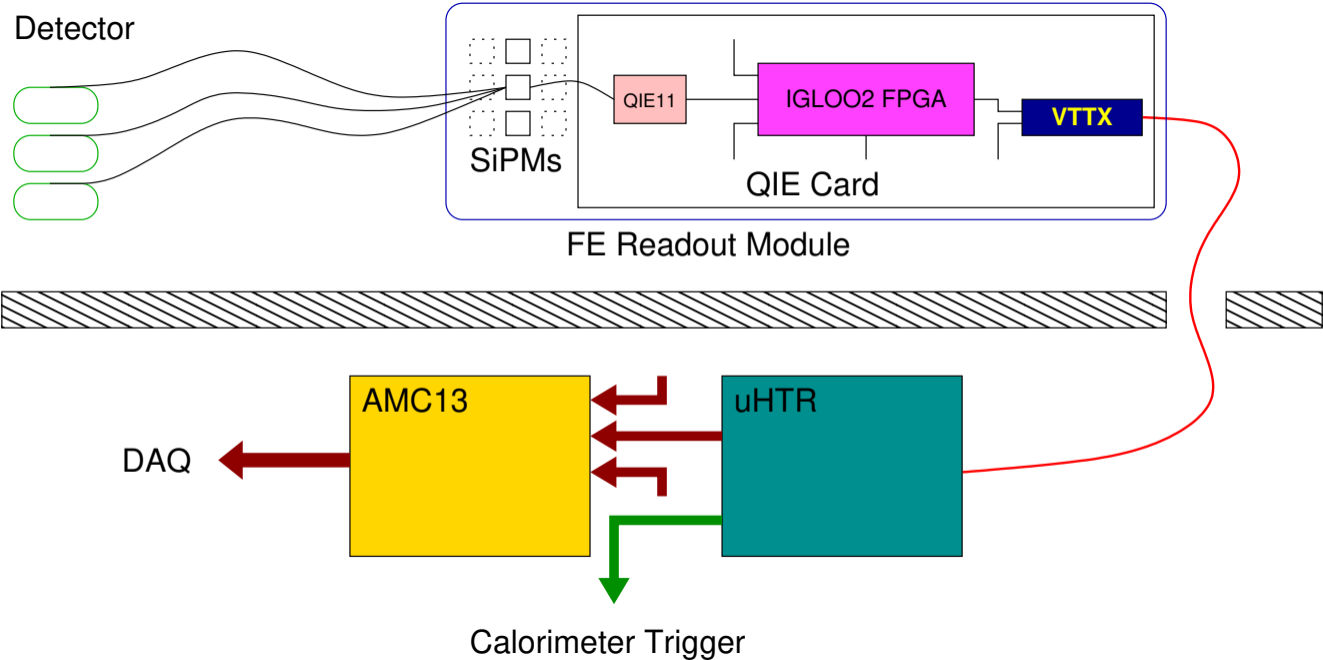 Detector
SiPMs
QIE11
IGLOO2 FPGA
VTTX
QIE Card
FE Readout Module
AMC13
uHTR
DAQ
Calorimeter Trigger